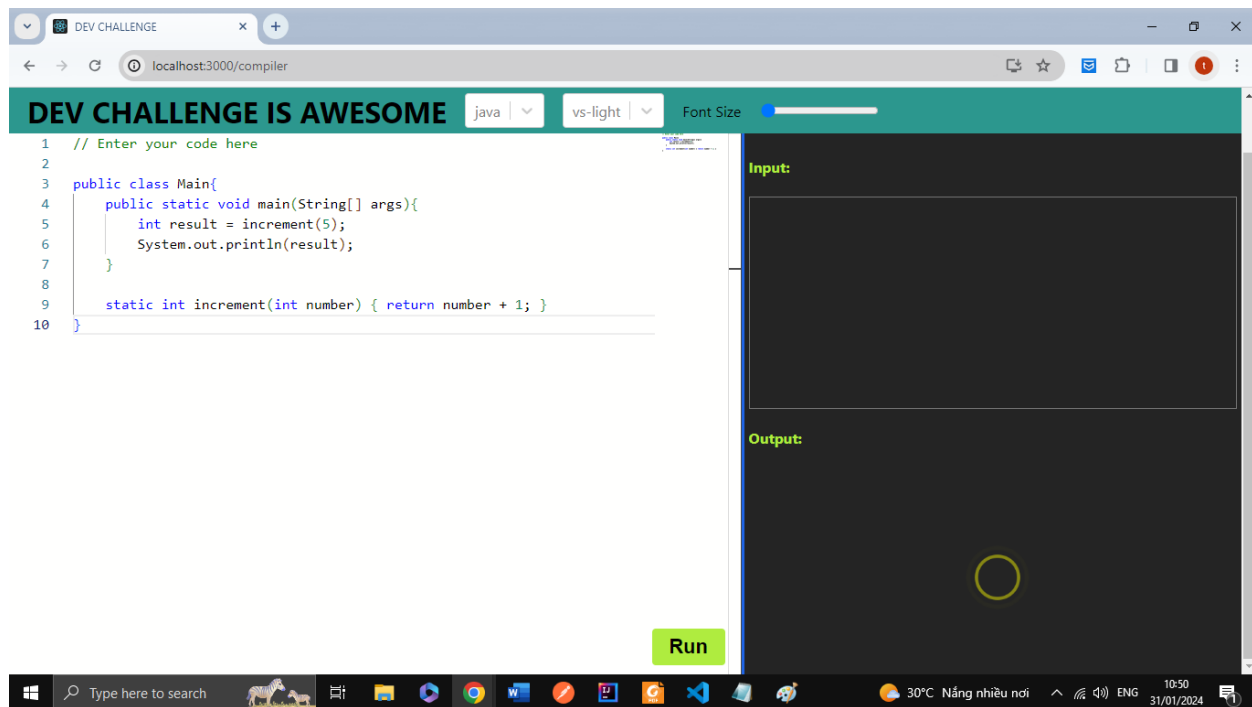 DEV CHALLENGE
localhost:3000/compiler
t
DEV CHALLENGE IS AWESOME java vs-light Font Size
1 // Enter your code here
2
3 public class Main{
4     public static void main(String[] args){
5         int result = increment(5);
6         System.out.println(result);
7     }
8
9     static int increment(int number) { return number + 1; }
10 }
Input:
Output:
Run
Type here to search
30°C Nắng nhiều nơi ENG 10:50
31/01/2024
1